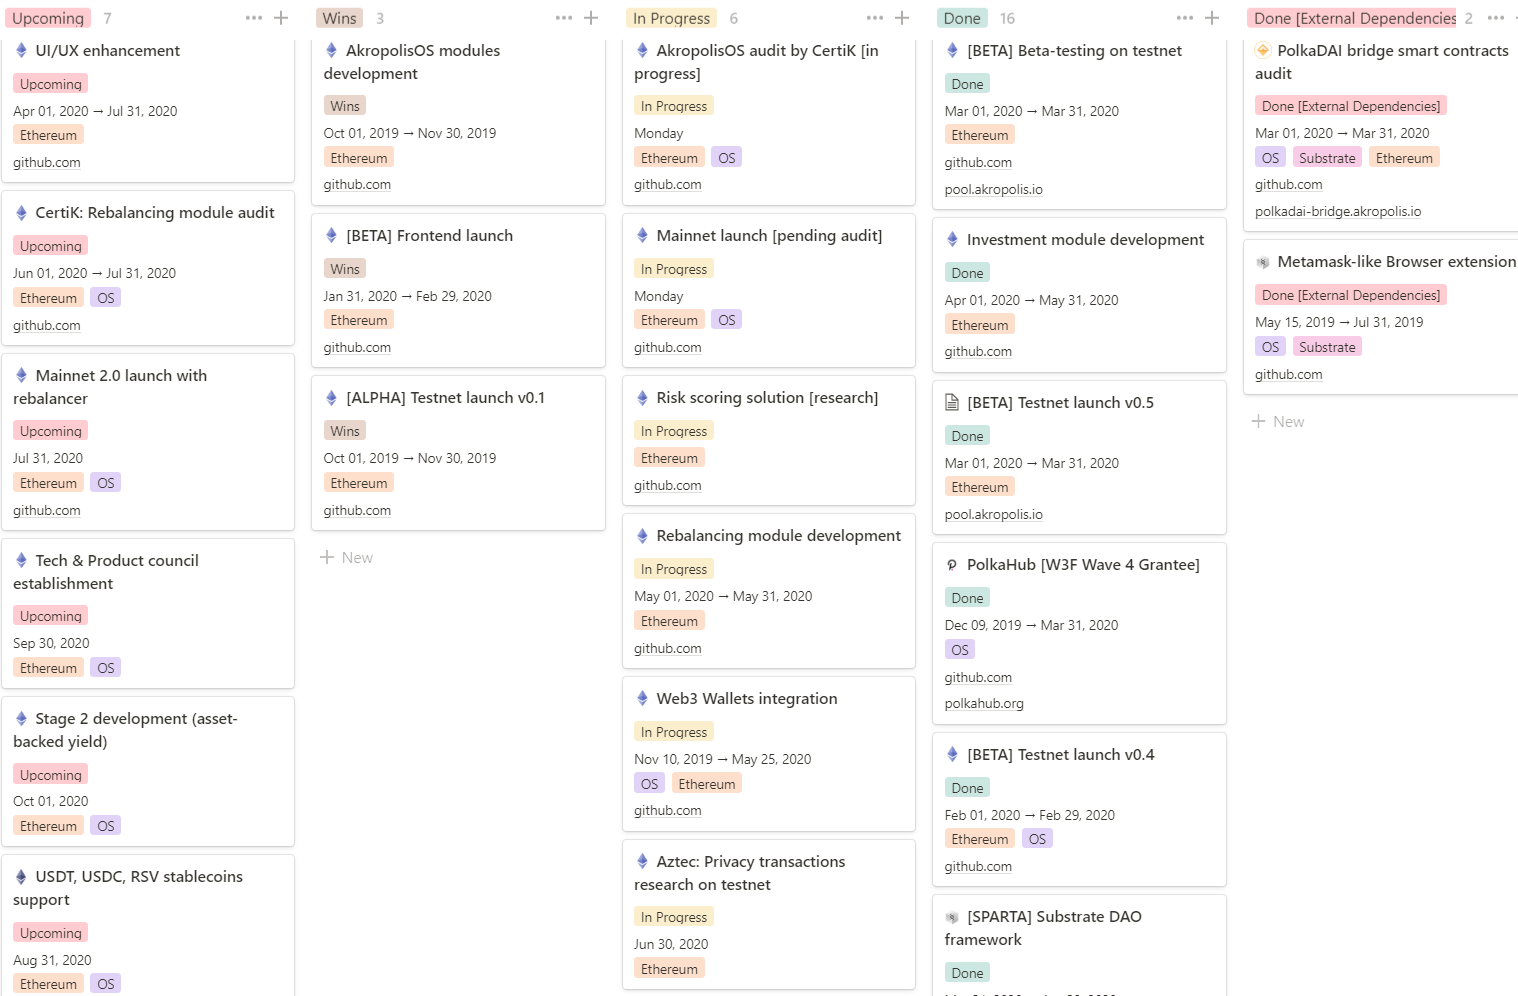 Upcoming 7
UI/UX enhancement
Upcoming
Apr 01, 2020 → Jul 31, 2020
Ethereum
github.com
CertiK: Rebalancing module audit
Upcoming
Jun 01, 2020 → Jul 31, 2020
Ethereum OS
github.com
Mainnet 2.0 launch with
rebalancer
Upcoming
Jul 31, 2020
Ethereum OS
github.com
Tech & Product council
establishment
Upcoming
Sep 30, 2020
Ethereum OS
Stage 2 development (asset-
backed yield)
Upcoming
Oct 01, 2020
Ethereum OS
USDT, USDC, RSV stablecoins
support
Upcoming
Aug 31, 2020
Ethereum OS
Wins 3
AkropolisOS modules
development
Wins
Oct 01, 2019 → Nov 30, 2019
Ethereum
github.com
[BETA] Frontend launch
Wins
Jan 31, 2020 → Feb 29, 2020
Ethereum
github.com
[ALPHA] Testnet launch v0.1
Wins
Oct 01, 2019 → Nov 30, 2019
Ethereum
github.com
New
In Progress 6
AkropolisOS audit by CertiK [in
progress]
In Progress
Monday
Ethereum OS
github.com
Mainnet launch [pending audit]
In Progress
Monday
Ethereum OS
github.com
Risk scoring solution [research]
In Progress
Ethereum
github.com
Rebalancing module development
In Progress
May 01, 2020 → May 31, 2020
Ethereum
github.com
Web3 Wallets integration
In Progress
Nov 10, 2019 → May 25, 2020
OS Ethereum
github.com
Aztec: Privacy transactions
research on testnet
In Progress
Jun 30, 2020
Ethereum
Done 16
[BETA] Beta-testing on testnet
Done
Mar 01, 2020 → Mar 31, 2020
Ethereum
github.com
pool.akropolis.io
Investment module development
Done
Apr 01, 2020 → May 31, 2020
Ethereum
github.com
[BETA] Testnet launch v0.5
Done
Mar 01, 2020 → Mar 31, 2020
Ethereum
pool.akropolis.io
PolkaHub [W3F Wave 4 Grantee]
Done
Dec 09, 2019 → Mar 31, 2020
OS
github.com
polkahub.org
[BETA] Testnet launch v0.4
Done
Feb 01, 2020 → Feb 29, 2020
Ethereum OS
github.com
[SPARTA] Substrate DAO
framework
Done
Done [External Dependencies 2
PolkaDAI bridge smart contracts
audit
Done [External Dependencies]
Mar 01, 2020 → Mar 31, 2020
OS Substrate Ethereum
github.com
polkadai-bridge.akropolis.io
Metamask-like Browser extension
Done [External Dependencies]
May 15, 2019 → Jul 31, 2019
OS Substrate
github.com
New